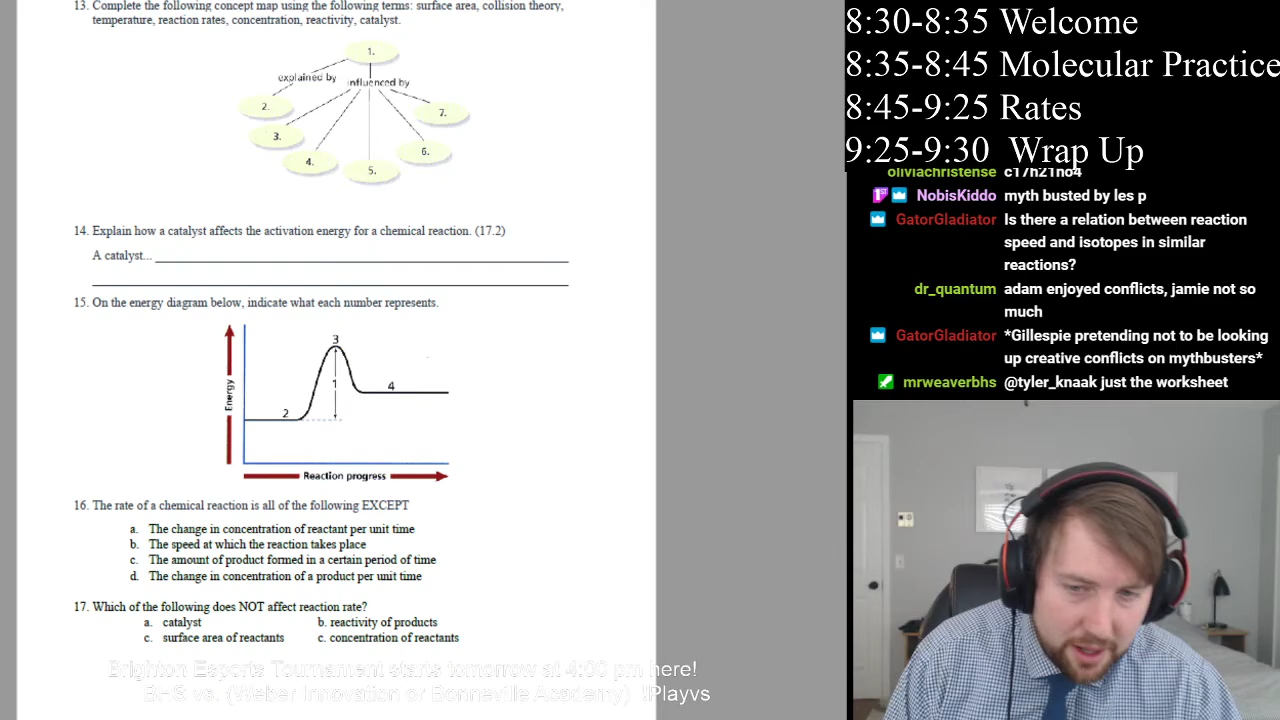 13. Complete the following concept map using the following terms: surface area, collision theory,
temperature, reaction rates, concentration, reactivity, catalyst.
1.
explained by
influenced by
2.
7.
3.
6.
4.
5.
14. Explain how a catalyst affects the activation energy for a chemical reaction. (17.2)
A catalyst...
15. On the energy diagram below, indicate what each number represents.
3
1
4
2
Energy
Reaction progress
16. The rate of a chemical reaction is all of the following EXCEPT
a. The change in concentration of reactant per unit time
b. The speed at which the reaction takes place
c. The amount of product formed in a certain period of time
d. The change in concentration of a product per unit time
17. Which of the following does NOT affect reaction rate?
a. catalyst b. reactivity of products
c. surface area of reactants c. concentration of reactants
Brighton Esports Tournament starts tomorrow at 4:00 pm here!
BHS vs. (Weber Innovation or Bonneville Academy) !Playvs
8:30-8:35 Welcome
8:35-8:45 Molecular Practice
8:45-9:25 Rates
9:25-9:30 Wrap Up
oliviachristense c17h21no4
1ST NobisKiddo myth busted by les p
GatorGladiator Is there a relation between reaction
speed and isotopes in similar
reactions?
dr_quantum adam enjoyed conflicts, jamie not so
much
GatorGladiator *Gillespie pretending not to be looking
up creative conflicts on mythbusters*
mrweaverbhs @tyler_knaak just the worksheet